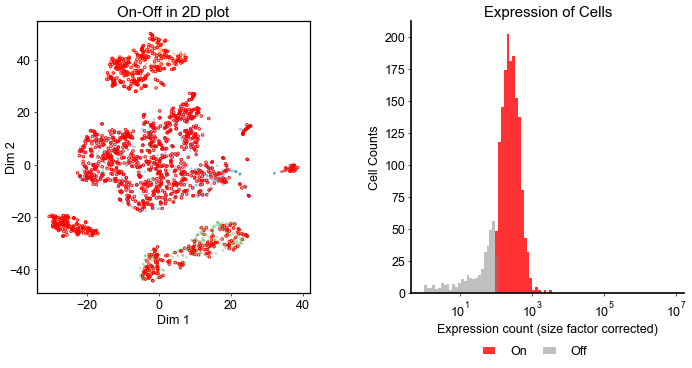 On-Off in 2D plot
Dim 2
40
20
0
−20
−40
−20
0
20
40
Dim 1
Expression of Cells
Cell Counts
200
175
150
125
100
75
50
25
0
10^1
10^3
10^5
10^7
Expression count (size factor corrected)
On
Off